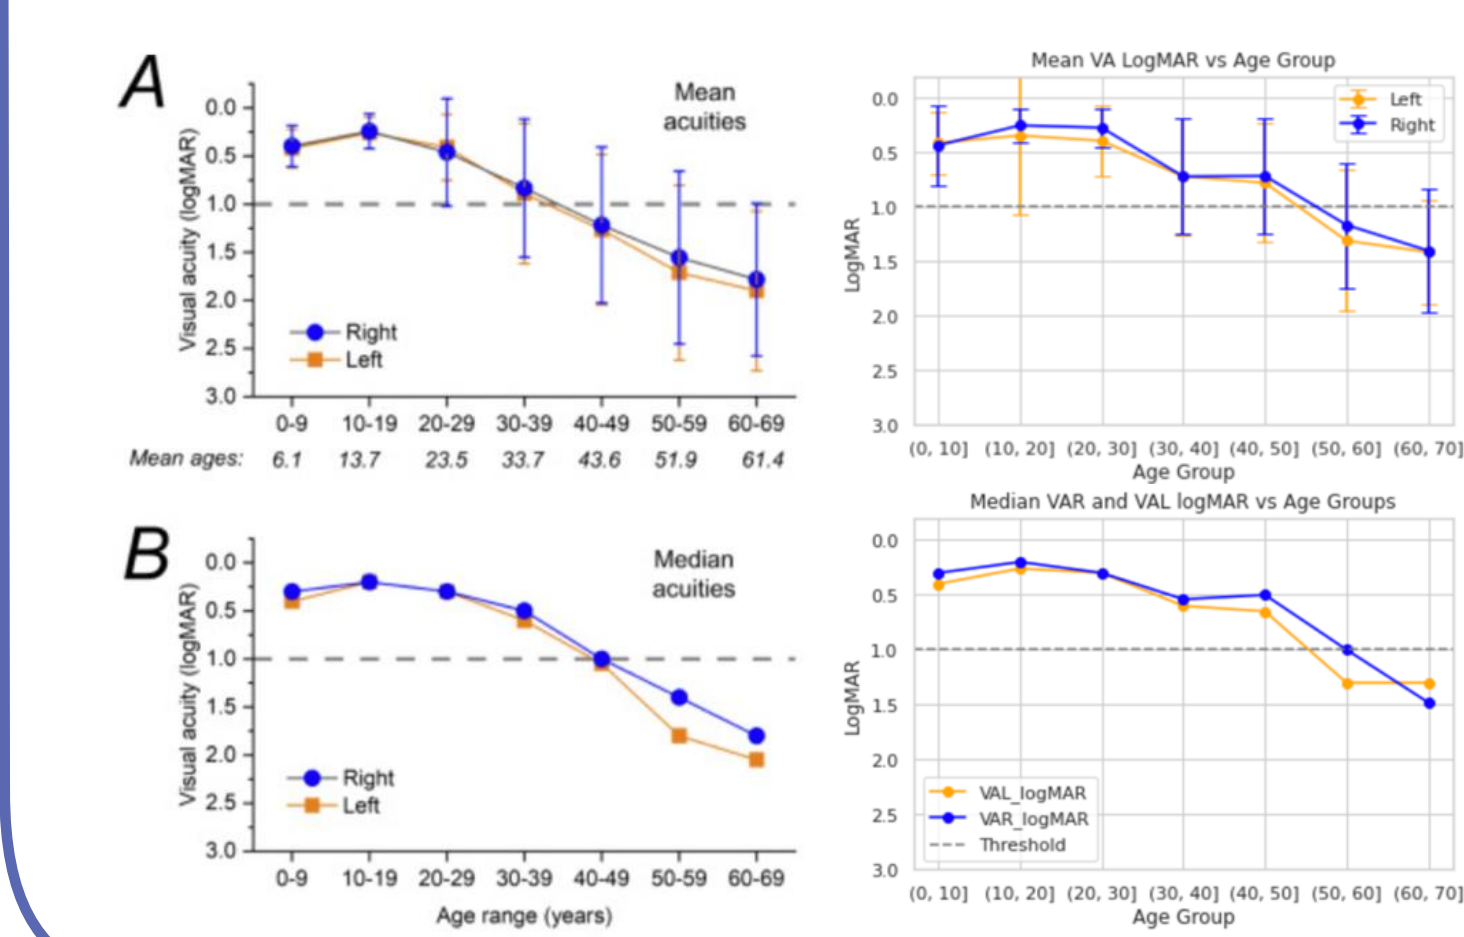 A
Mean
acuities
Visual acuity (logMAR)
0.0
0.5
1.0
1.5
2.0
2.5
3.0
Right
Left
0-9 10-19 20-29 30-39 40-49 50-59 60-69
Mean ages: 6.1 13.7 23.5 33.7 43.6 51.9 61.4
Mean VA LogMAR vs Age Group
Left
Right
LogMAR
0.0
0.5
1.0
1.5
2.0
2.5
3.0
(0, 10] (10, 20] (20, 30] (30, 40] (40, 50] (50, 60] (60, 70]
Age Group
B
Median
acuities
Visual acuity (logMAR)
0.0
0.5
1.0
1.5
2.0
2.5
3.0
Right
Left
0-9 10-19 20-29 30-39 40-49 50-59 60-69
Age range (years)
Median VAR and VAL logMAR vs Age Groups
LogMAR
0.0
0.5
1.0
1.5
2.0
2.5
3.0
VAL_logMAR
VAR_logMAR
Threshold
(0, 10] (10, 20] (20, 30] (30, 40] (40, 50] (50, 60] (60, 70]
Age Group